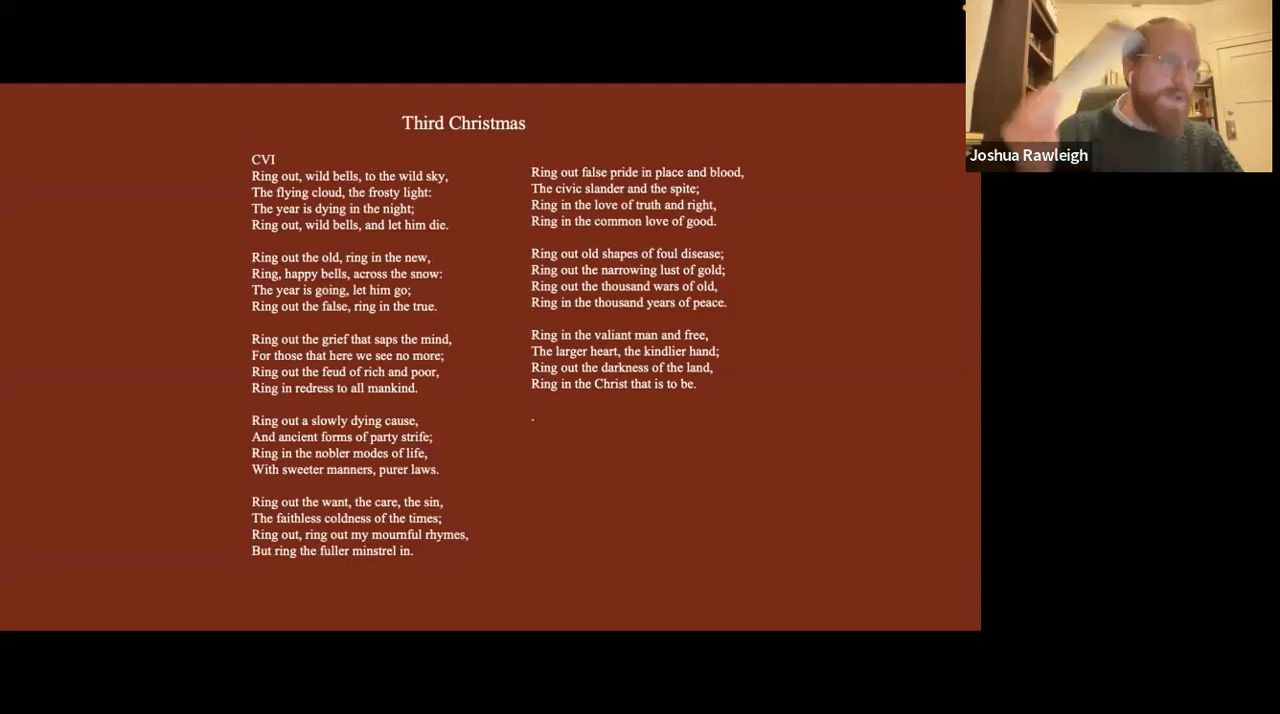 Third Christmas
CVI
Ring out, wild bells, to the wild sky,
The flying cloud, the frosty light:
The year is dying in the night;
Ring out, wild bells, and let him die.
Ring out the old, ring in the new,
Ring, happy bells, across the snow:
The year is going, let him go;
Ring out the false, ring in the true.
Ring out the grief that saps the mind,
For those that here we see no more;
Ring out the feud of rich and poor,
Ring in redress to all mankind.
Ring out a slowly dying cause,
And ancient forms of party strife;
Ring in the nobler modes of life,
With sweeter manners, purer laws.
Ring out the want, the care, the sin,
The faithless coldness of the times;
Ring out, ring out my mournful rhymes,
But ring the fuller minstrel in.
Ring out false pride in place and blood,
The civic slander and the spite;
Ring in the love of truth and right,
Ring in the common love of good.
Ring out old shapes of foul disease;
Ring out the narrowing lust of gold;
Ring out the thousand wars of old,
Ring in the thousand years of peace.
Ring in the valiant man and free,
The larger heart, the kindlier hand;
Ring out the darkness of the land,
Ring in the Christ that is to be.
.
Joshua Rawleigh